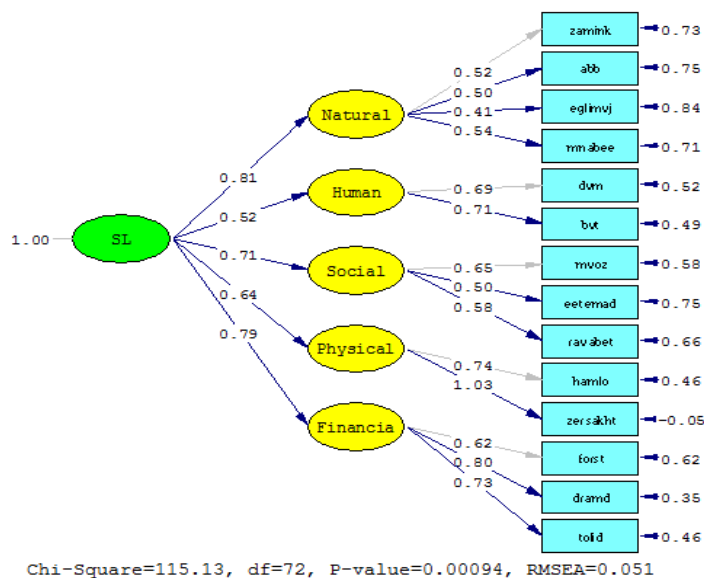 zamink 0.73
0.52
abb 0.75
0.50
eglimvj 0.84
0.41
Natural
0.54
mnabee 0.71
0.81
dvm 0.52
0.69
Human
0.71
bvt 0.49
0.52
1.00 SL
mvoz 0.58
0.65
0.71
Social
0.50
eetemad 0.75
0.58
0.64
ravabet 0.66
0.79
Physical
0.74
hamlo 0.46
1.03
zersakht -0.05
Financia
0.62
forst 0.62
0.80
0.73
dramd 0.35
tolid 0.46
Chi-Square=115.13, df=72, P-value=0.00094, RMSEA=0.051